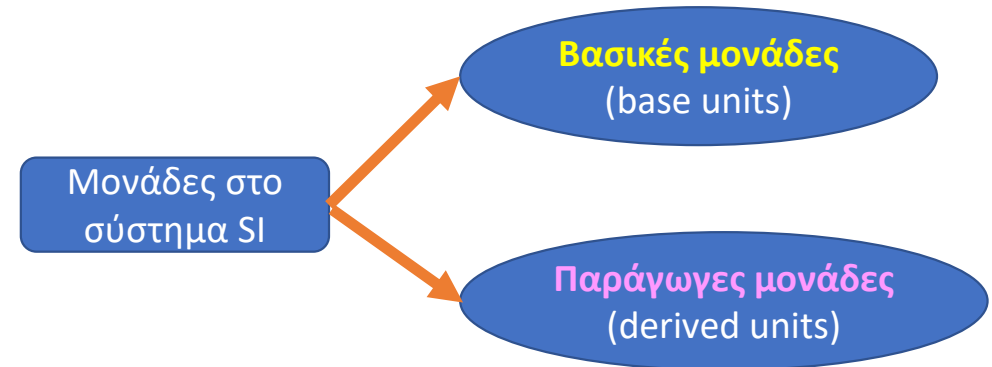 Βασικές μονάδες
(base units)
Μονάδες στο
σύστημα SI
Παράγωγες μονάδες
(derived units)